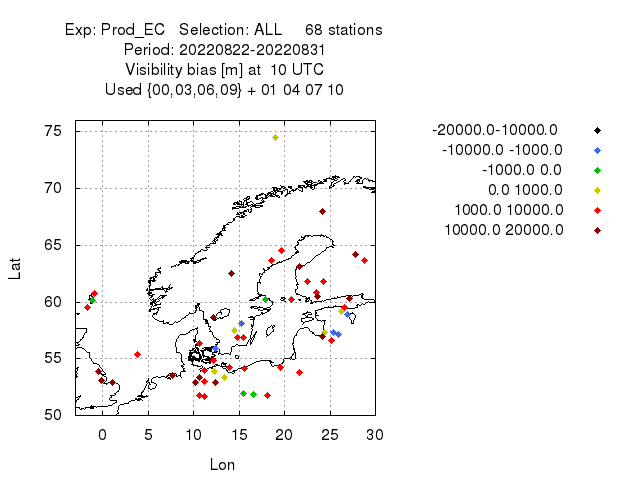 Exp: Prod_EC Selection: ALL 68 stations
Period: 20220822-20220831
Visibility bias [m] at 10 UTC
Used {00,03,06,09} + 01 04 07 10
-20000.0-10000.0
-10000.0 -1000.0
-1000.0 0.0
0.0 1000.0
1000.0 10000.0
10000.0 20000.0
75
70
65
60
55
50
Lat
0 5 10 15 20 25 30
Lon